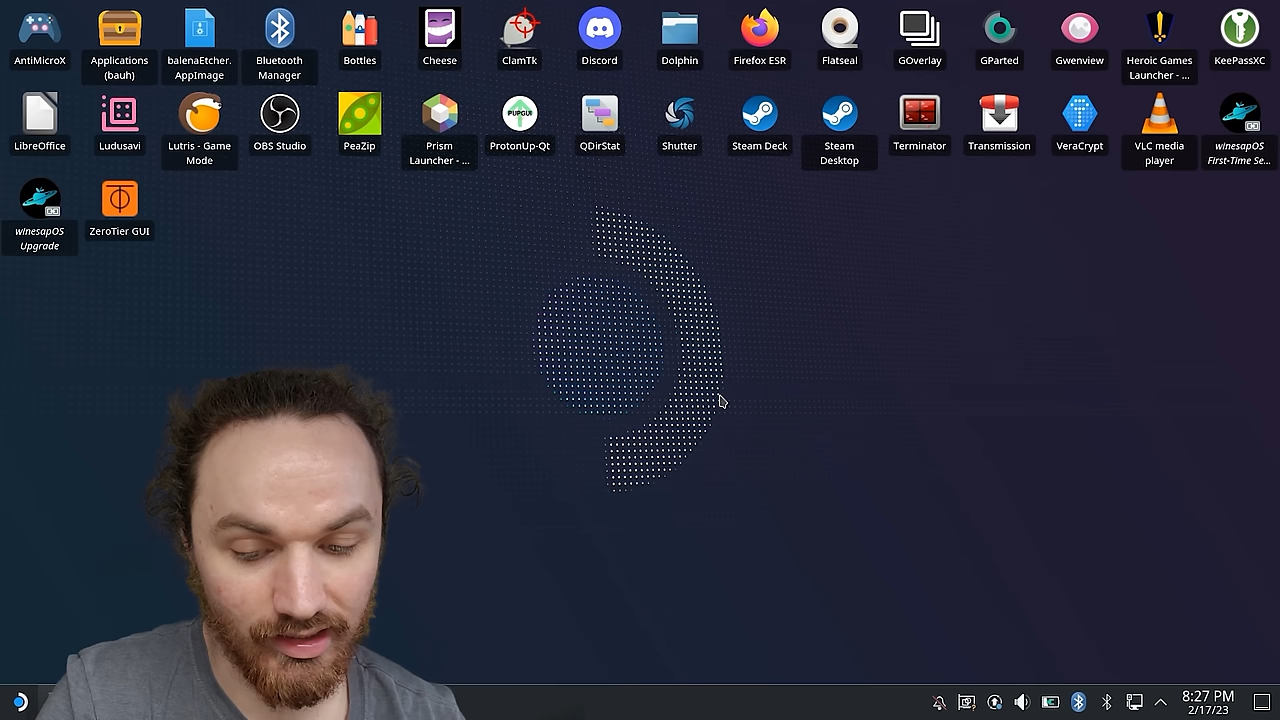 AntiMicroX
Applications
(bauh)
balenaEtcher.
AppImage
Bluetooth
Manager
Bottles
Cheese
ClamTk
Discord
Dolphin
Firefox ESR
Flatseal
GOverlay
GParted
Gwenview
Heroic Games
Launcher - ...
KeePassXC
LibreOffice
Ludusavi
Lutris - Game
Mode
OBS Studio
PeaZip
Prism
Launcher - ...
PUPGUI
ProtonUp-Qt
QDirStat
Shutter
Steam Deck
Steam
Desktop
Terminator
Transmission
VeraCrypt
VLC media
player
winesapOS
First-Time Se...
winesapOS
Upgrade
ZeroTier GUI
8:27 PM
2/17/23